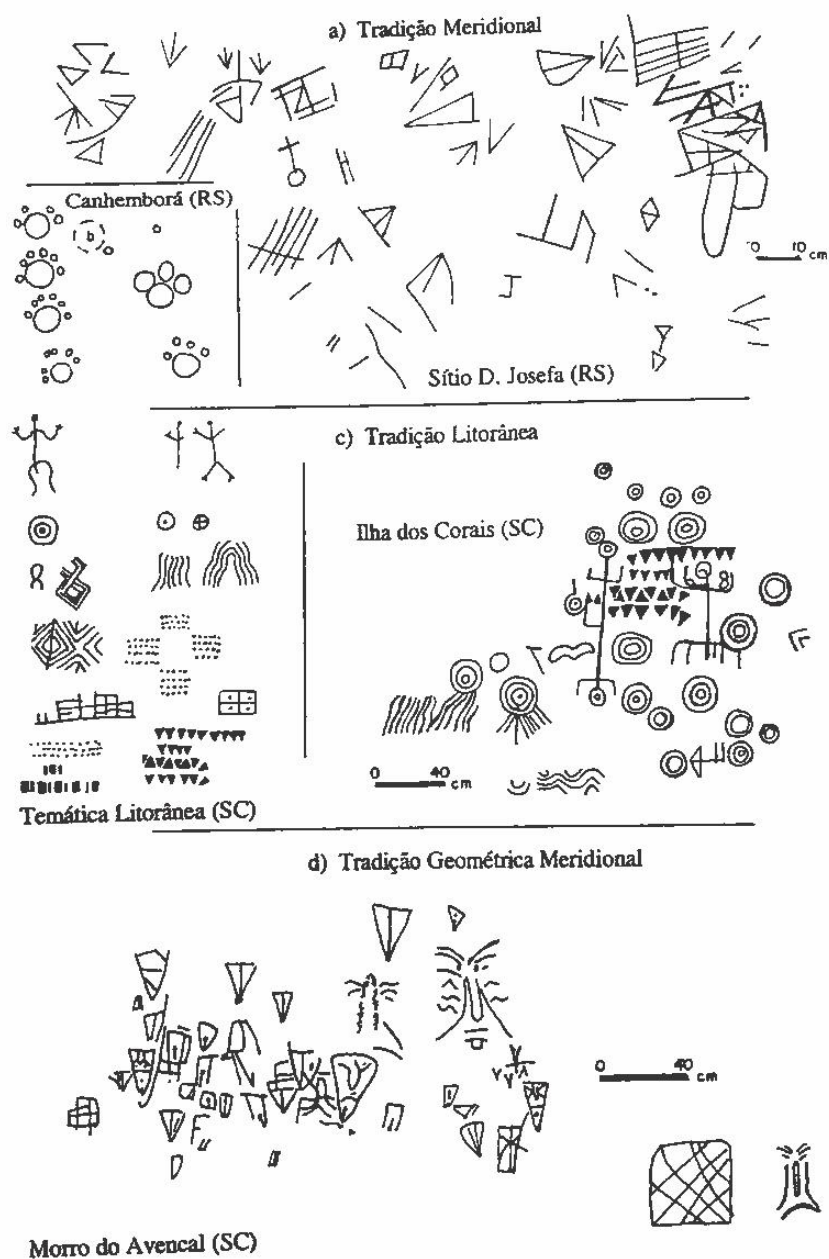 a) Tradição Meridional
Canhemborá (RS)
b
0 10
cm
Sítio D. Josefa (RS)
c) Tradição Litorânea
Ilha dos Corais (SC)
0 40
cm
Temática Litorânea (SC)
d) Tradição Geométrica Meridional
0 40
cm
Morro do Avencal (SC)